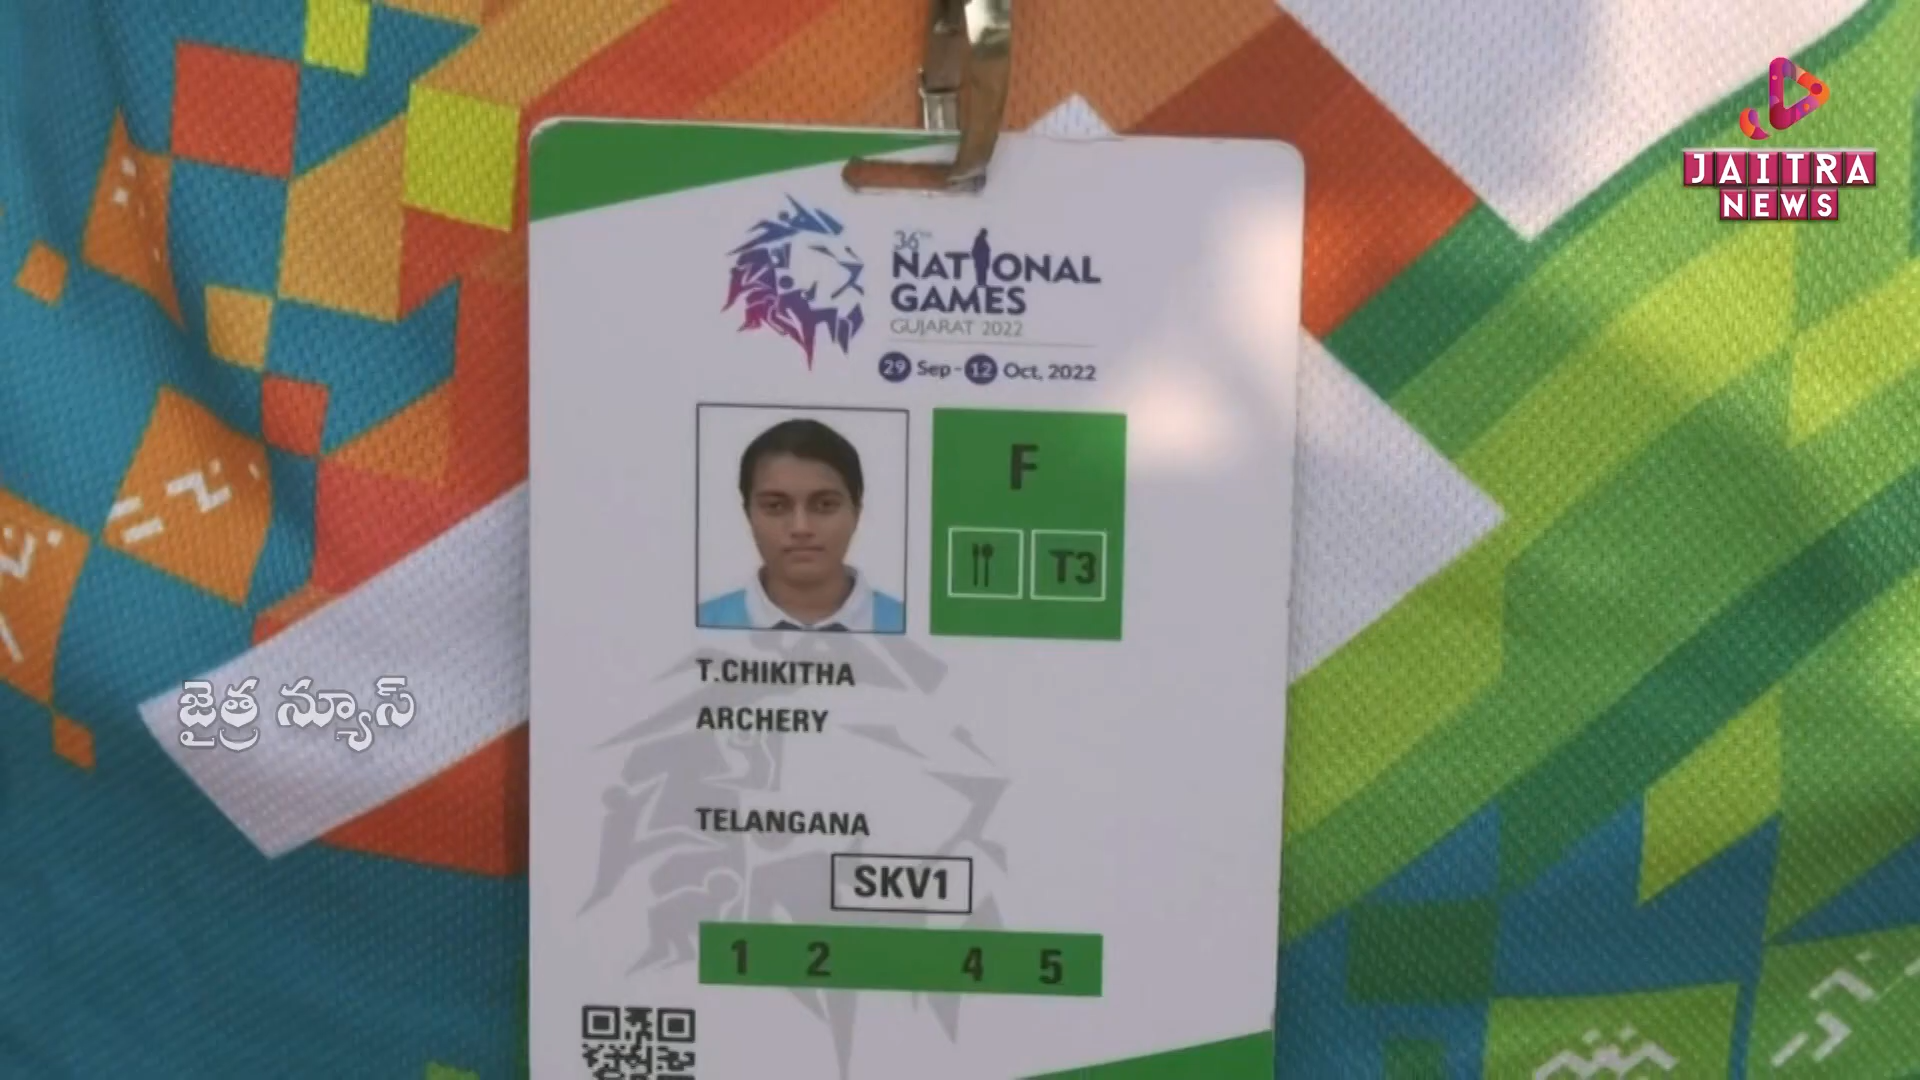 JAITRA
NEWS
36TH
NATIONAL
GAMES
GUJARAT 2022
29 Sep - 12 Oct, 2022
F
T3
T.CHIKITHA
ARCHERY
TELANGANA
SKV1
1 2 4 5
జైత్ర న్యూస్